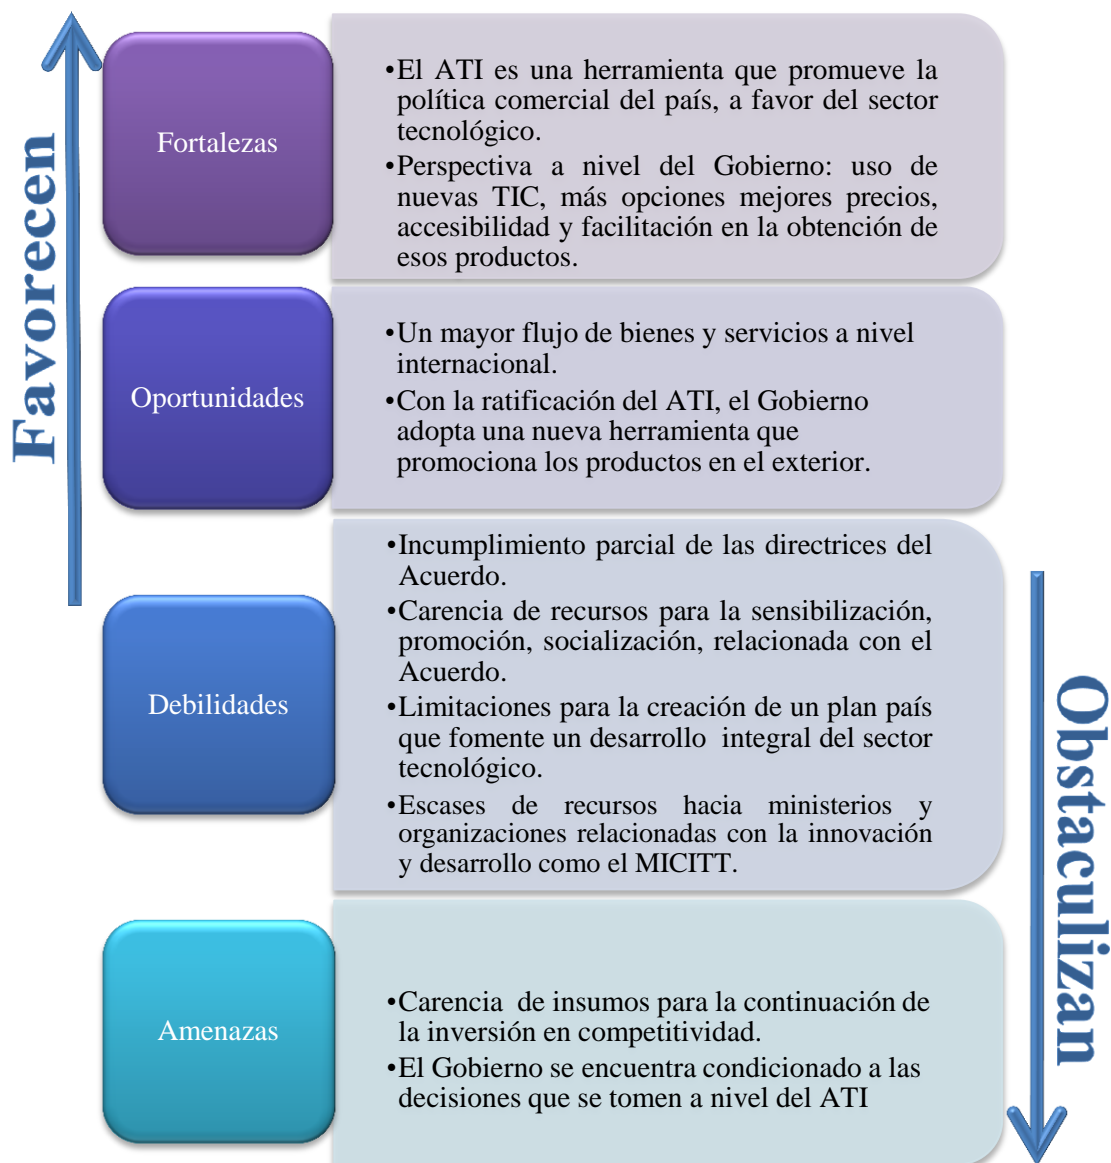 Favorecen
Fortalezas
•El ATI es una herramienta que promueve la
política comercial del país, a favor del sector
tecnológico.
•Perspectiva a nivel del Gobierno: uso de
nuevas TIC, más opciones mejores precios,
accesibilidad y facilitación en la obtención de
esos productos.
Oportunidades
•Un mayor flujo de bienes y servicios a nivel
internacional.
•Con la ratificación del ATI, el Gobierno
adopta una nueva herramienta que
promociona los productos en el exterior.
Debilidades
•Incumplimiento parcial de las directrices del
Acuerdo.
•Carencia de recursos para la sensibilización,
promoción, socialización, relacionada con el
Acuerdo.
•Limitaciones para la creación de un plan país
que fomente un desarrollo integral del sector
tecnológico.
•Escases de recursos hacia ministerios y
organizaciones relacionadas con la innovación
y desarrollo como el MICITT.
Amenazas
•Carencia de insumos para la continuación de
la inversión en competitividad.
•El Gobierno se encuentra condicionado a las
decisiones que se tomen a nivel del ATI
Obstaculizan